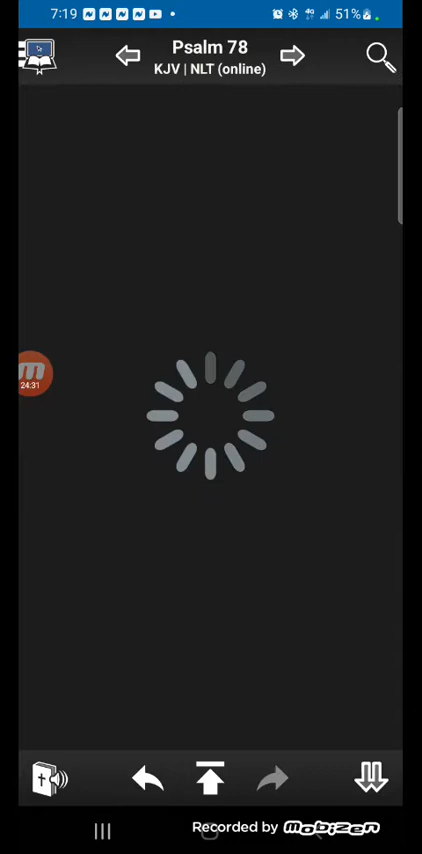 7:19
51%
Psalm 78
KJV | NLT (online)
24:31
Recorded by mobizen